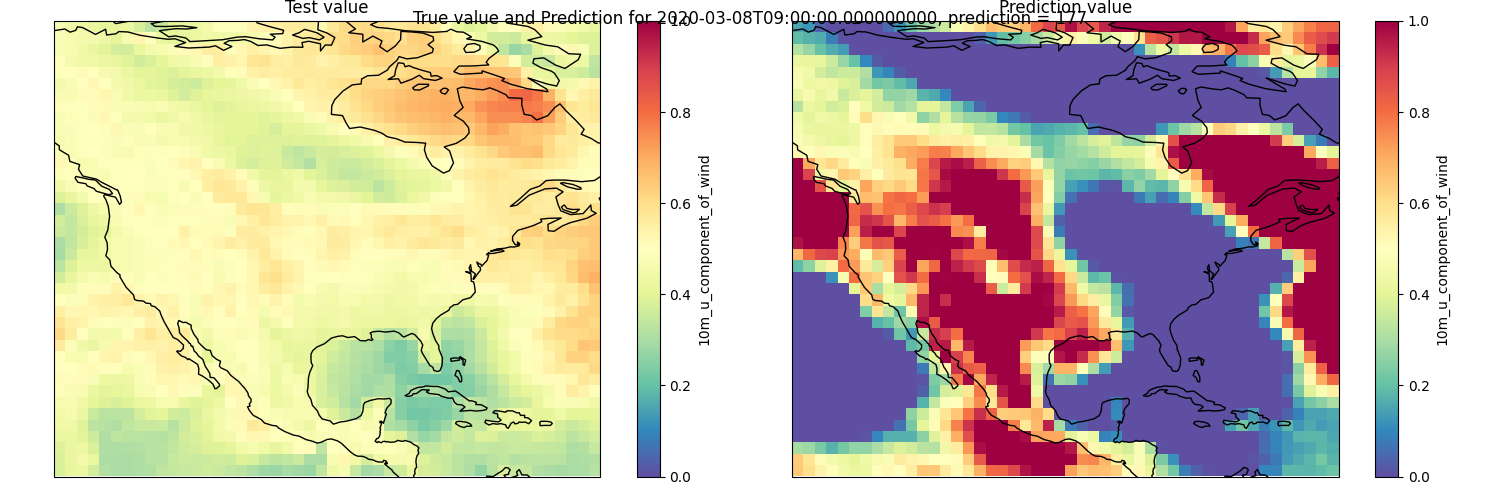 Test value
True value and Prediction for 2020-03-08T09:00:00.000000000, prediction = 177
Prediction value
1.0
0.8
0.6
0.4
0.2
0.0
10m_u_component_of_wind
1.0
0.8
0.6
0.4
0.2
0.0
10m_u_component_of_wind